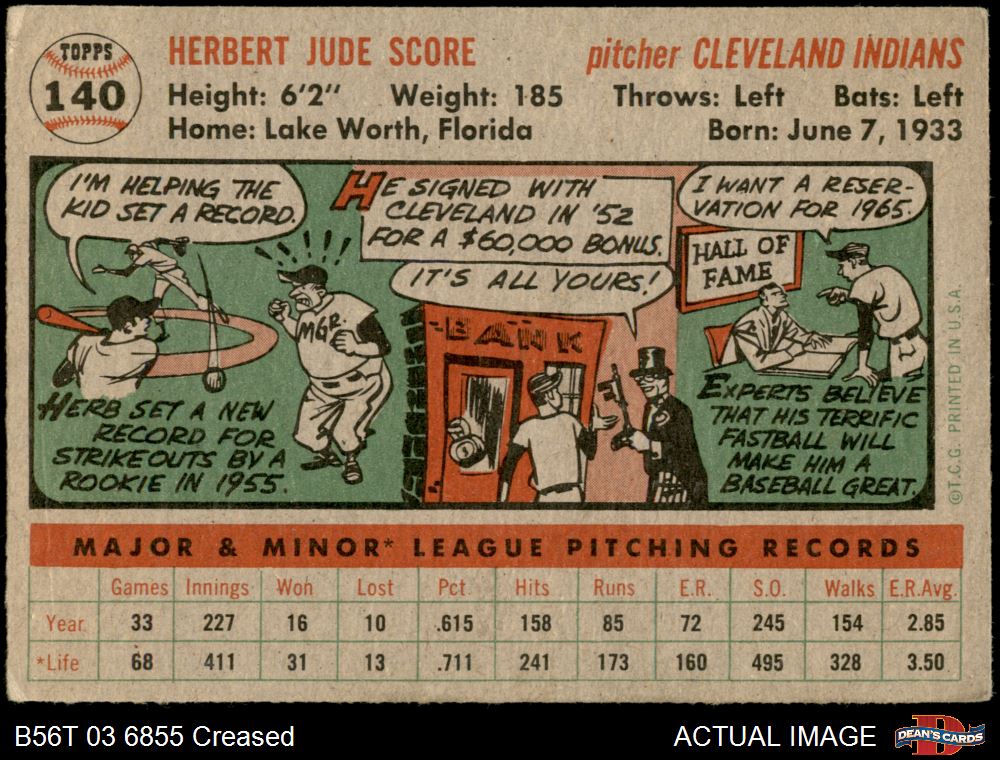 TOPPS
140
HERBERT JUDE SCORE
pitcher CLEVELAND INDIANS
Height: 6'2" Weight: 185 Throws: Left Bats: Left
Home: Lake Worth, Florida Born: June 7, 1933
I'M HELPING THE
KID SET A RECORD.
MGR.
HERB SET A NEW
RECORD FOR
STRIKEOUTS BY A
ROOKIE IN 1955.
HE SIGNED WITH
CLEVELAND IN '52
FOR A $60,000 BONUS.
IT'S ALL YOURS!
BANK
I WANT A RESER-
VATION FOR 1965.
HALL OF
FAME
EXPERTS BELIEVE
THAT HIS TERRIFIC
FASTBALL WILL
MAKE HIM A
BASEBALL GREAT.
©T.C.G. PRINTED IN U.S.A.
MAJOR & MINOR* LEAGUE PITCHING RECORDS
Games Innings Won Lost Pct. Hits Runs E.R. S.O. Walks E.R.Avg.
Year 33 227 16 10 .615 158 85 72 245 154 2.85
*Life 68 411 31 13 .711 241 173 160 495 328 3.50
B56T 03 6855 Creased
ACTUAL IMAGE
D
DEAN'S CARDS